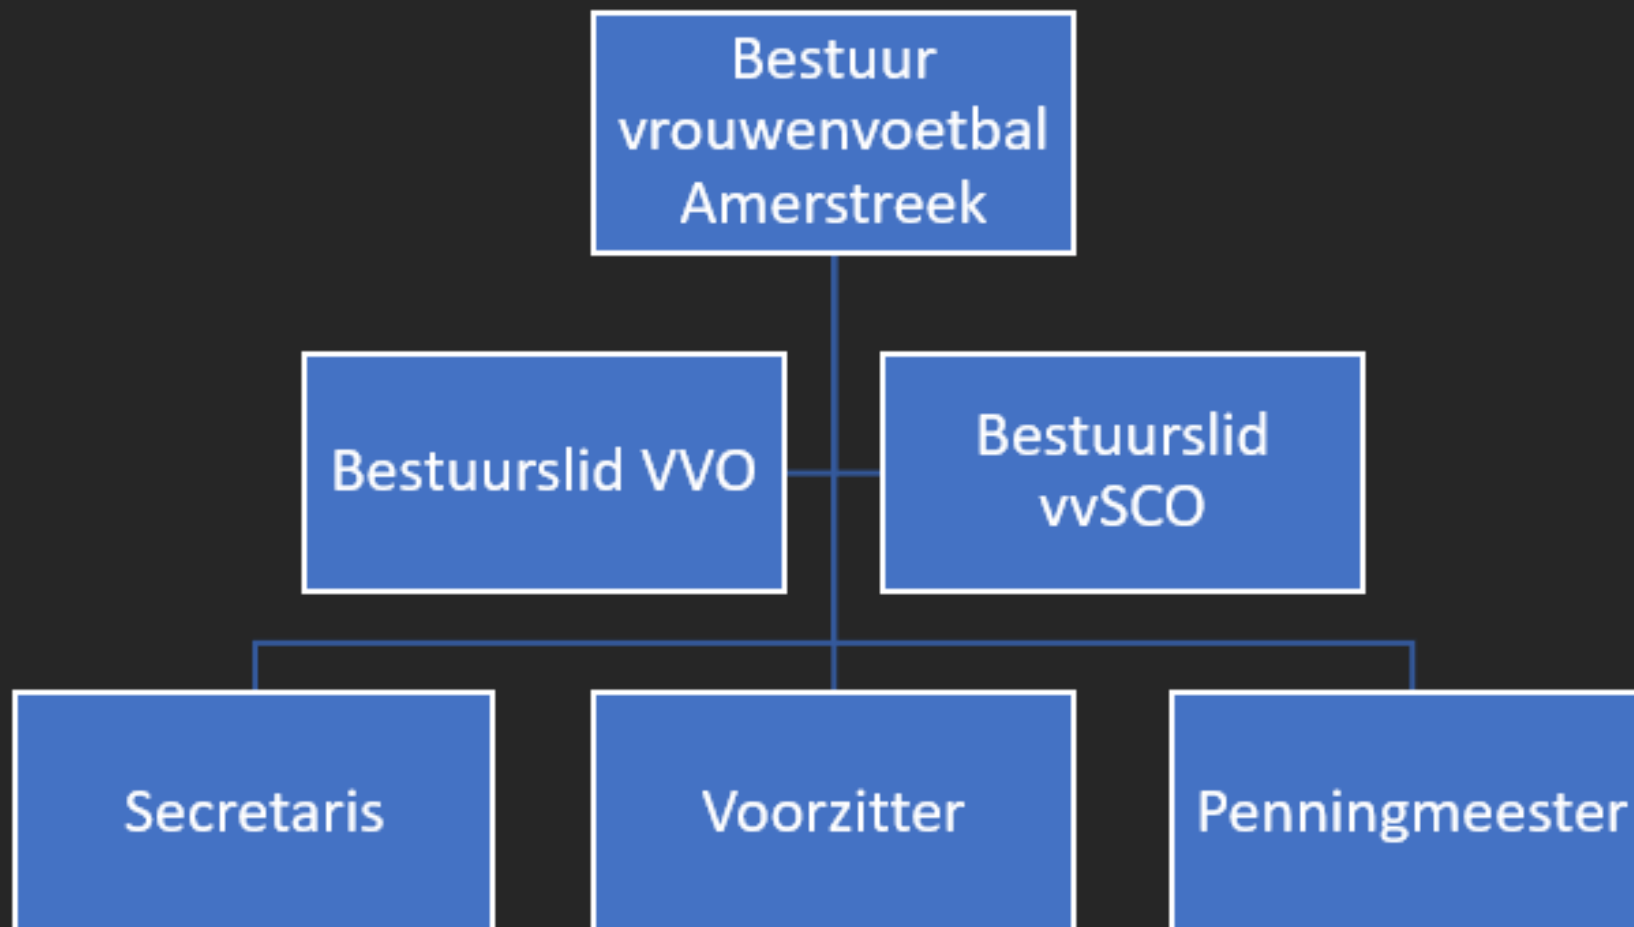 Bestuur
vrouwenvoetbal
Amerstreek
Bestuurslid VVO
Bestuurslid
vvSCO
Secretaris
Voorzitter
Penningmeester